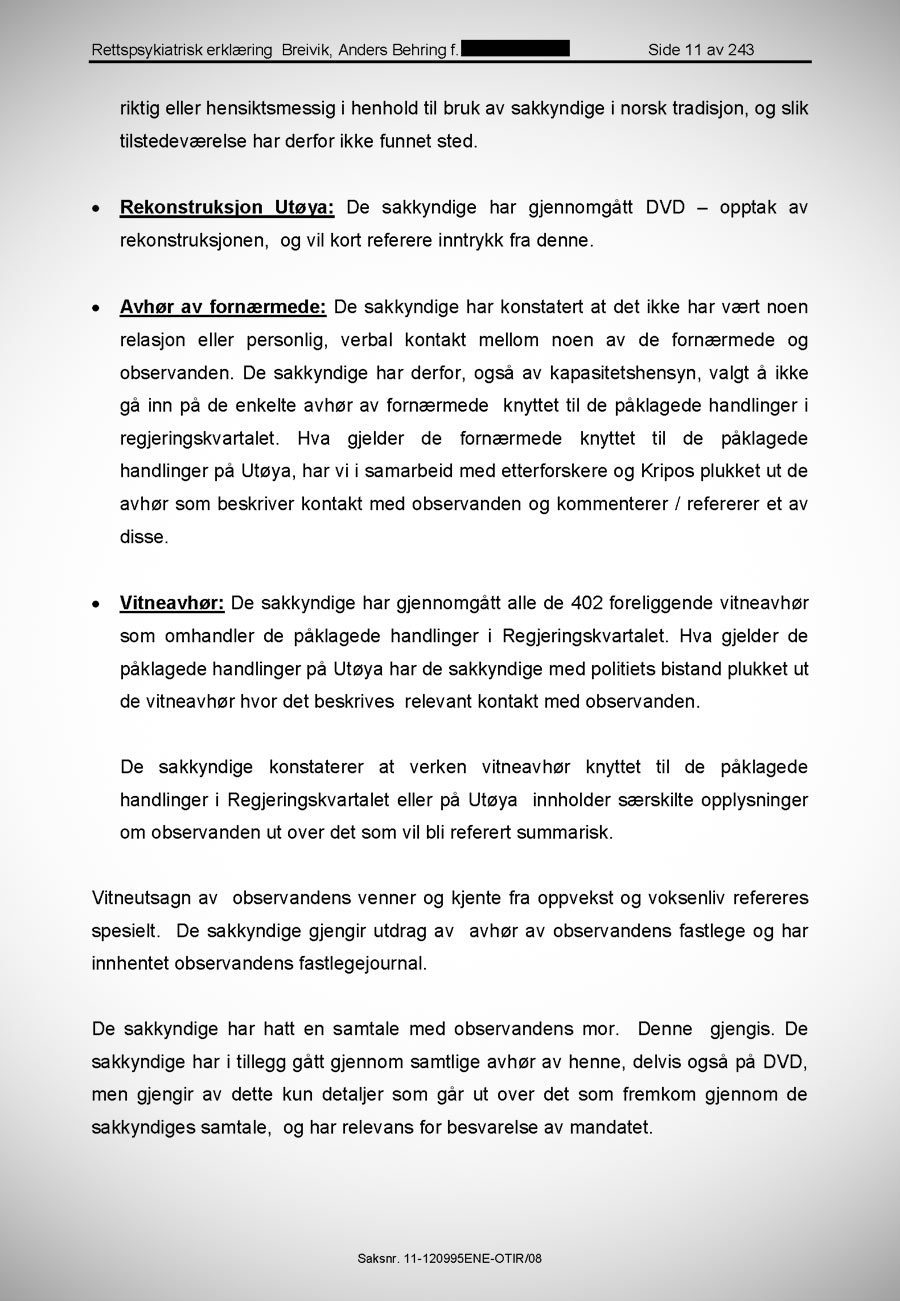 Rettspsykiatrisk erklæring  Breivik, Anders Behring f.
Side 11 av 243
riktig eller hensiktsmessig i henhold til bruk av sakkyndige i norsk tradisjon, og slik
tilstedeværelse har derfor ikke funnet sted.
• Rekonstruksjon Utøya: De sakkyndige har gjennomgått DVD – opptak av
rekonstruksjonen,  og vil kort referere inntrykk fra denne.
• Avhør av fornærmede: De sakkyndige har konstatert at det ikke har vært noen
relasjon eller personlig, verbal kontakt mellom noen av de fornærmede og
observanden. De sakkyndige har derfor, også av kapasitetshensyn, valgt å ikke
gå inn på de enkelte avhør av fornærmede  knyttet til de påklagede handlinger i
regjeringskvartalet. Hva gjelder de fornærmede knyttet til de påklagede
handlinger på Utøya, har vi i samarbeid med etterforskere og Kripos plukket ut de
avhør som beskriver kontakt med observanden og kommenterer / refererer et av
disse.
• Vitneavhør: De sakkyndige har gjennomgått alle de 402 foreliggende vitneavhør
som omhandler de påklagede handlinger i Regjeringskvartalet. Hva gjelder de
påklagede handlinger på Utøya har de sakkyndige med politiets bistand plukket ut
de vitneavhør hvor det beskrives  relevant kontakt med observanden.
De sakkyndige konstaterer at verken vitneavhør knyttet til de påklagede
handlinger i Regjeringskvartalet eller på Utøya  innholder særskilte opplysninger
om observanden ut over det som vil bli referert summarisk.
Vitneutsagn av  observandens venner og kjente fra oppvekst og voksenliv refereres
spesielt.  De sakkyndige gjengir utdrag av  avhør av observandens fastlege og har
innhentet observandens fastlegejournal.
De sakkyndige har hatt en samtale med observandens mor.  Denne  gjengis. De
sakkyndige har i tillegg gått gjennom samtlige avhør av henne, delvis også på DVD,
men gjengir av dette kun detaljer som går ut over det som fremkom gjennom de
sakkyndiges samtale,  og har relevans for besvarelse av mandatet.
Saksnr. 11-120995ENE-OTIR/08